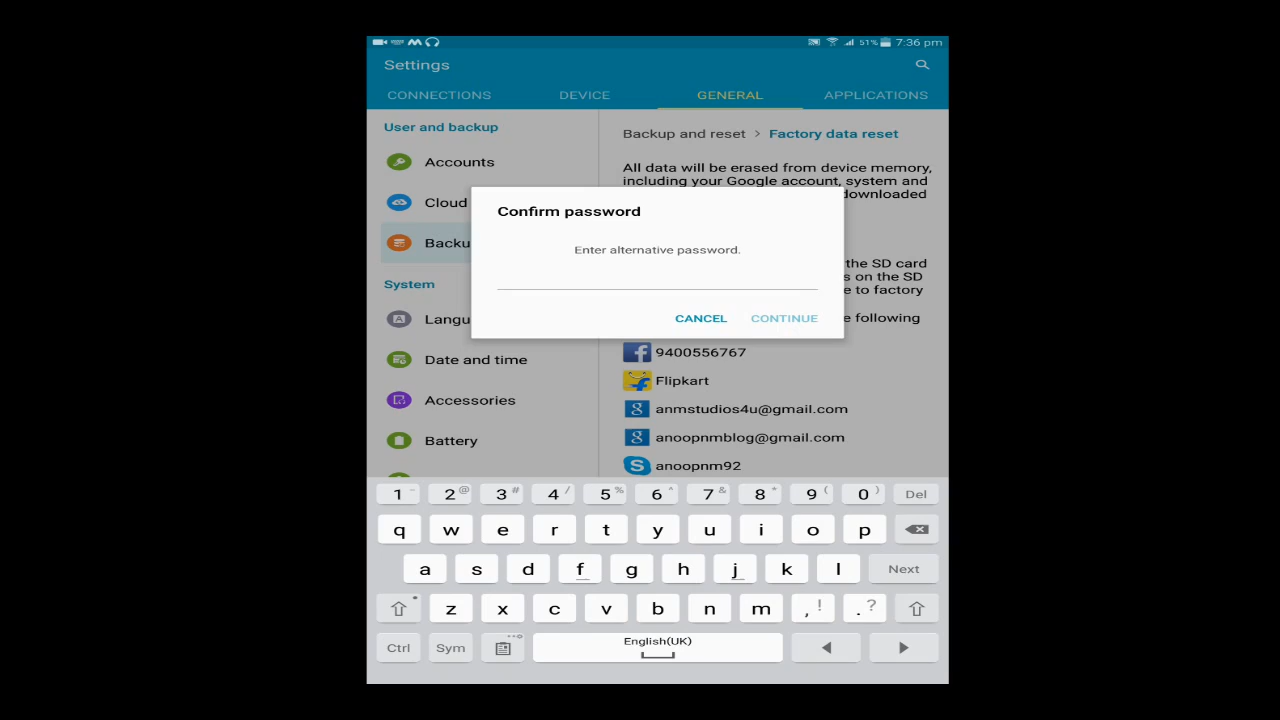 51% 7:36 pm
Settings
CONNECTIONS DEVICE GENERAL APPLICATIONS
User and backup
Accounts
Cloud
Backu
System
Langu
Date and time
Accessories
Battery
Backup and reset > Factory data reset
All data will be erased from device memory,
including your Google account, system and
downloaded
the SD card
s on the SD
e to factory
e following
9400556767
Flipkart
anmstudios4u@gmail.com
anoopnmblog@gmail.com
anoopnm92
Confirm password
Enter alternative password.
CANCEL CONTINUE
1 - 2 @ 3 # 4 / 5 % 6 ^ 7 & 8 * 9 ( 0 ) Del
q w e r t y u i o p
a s d f g h j k l Next
z x c v b n m , ! . ?
Ctrl Sym English(UK)